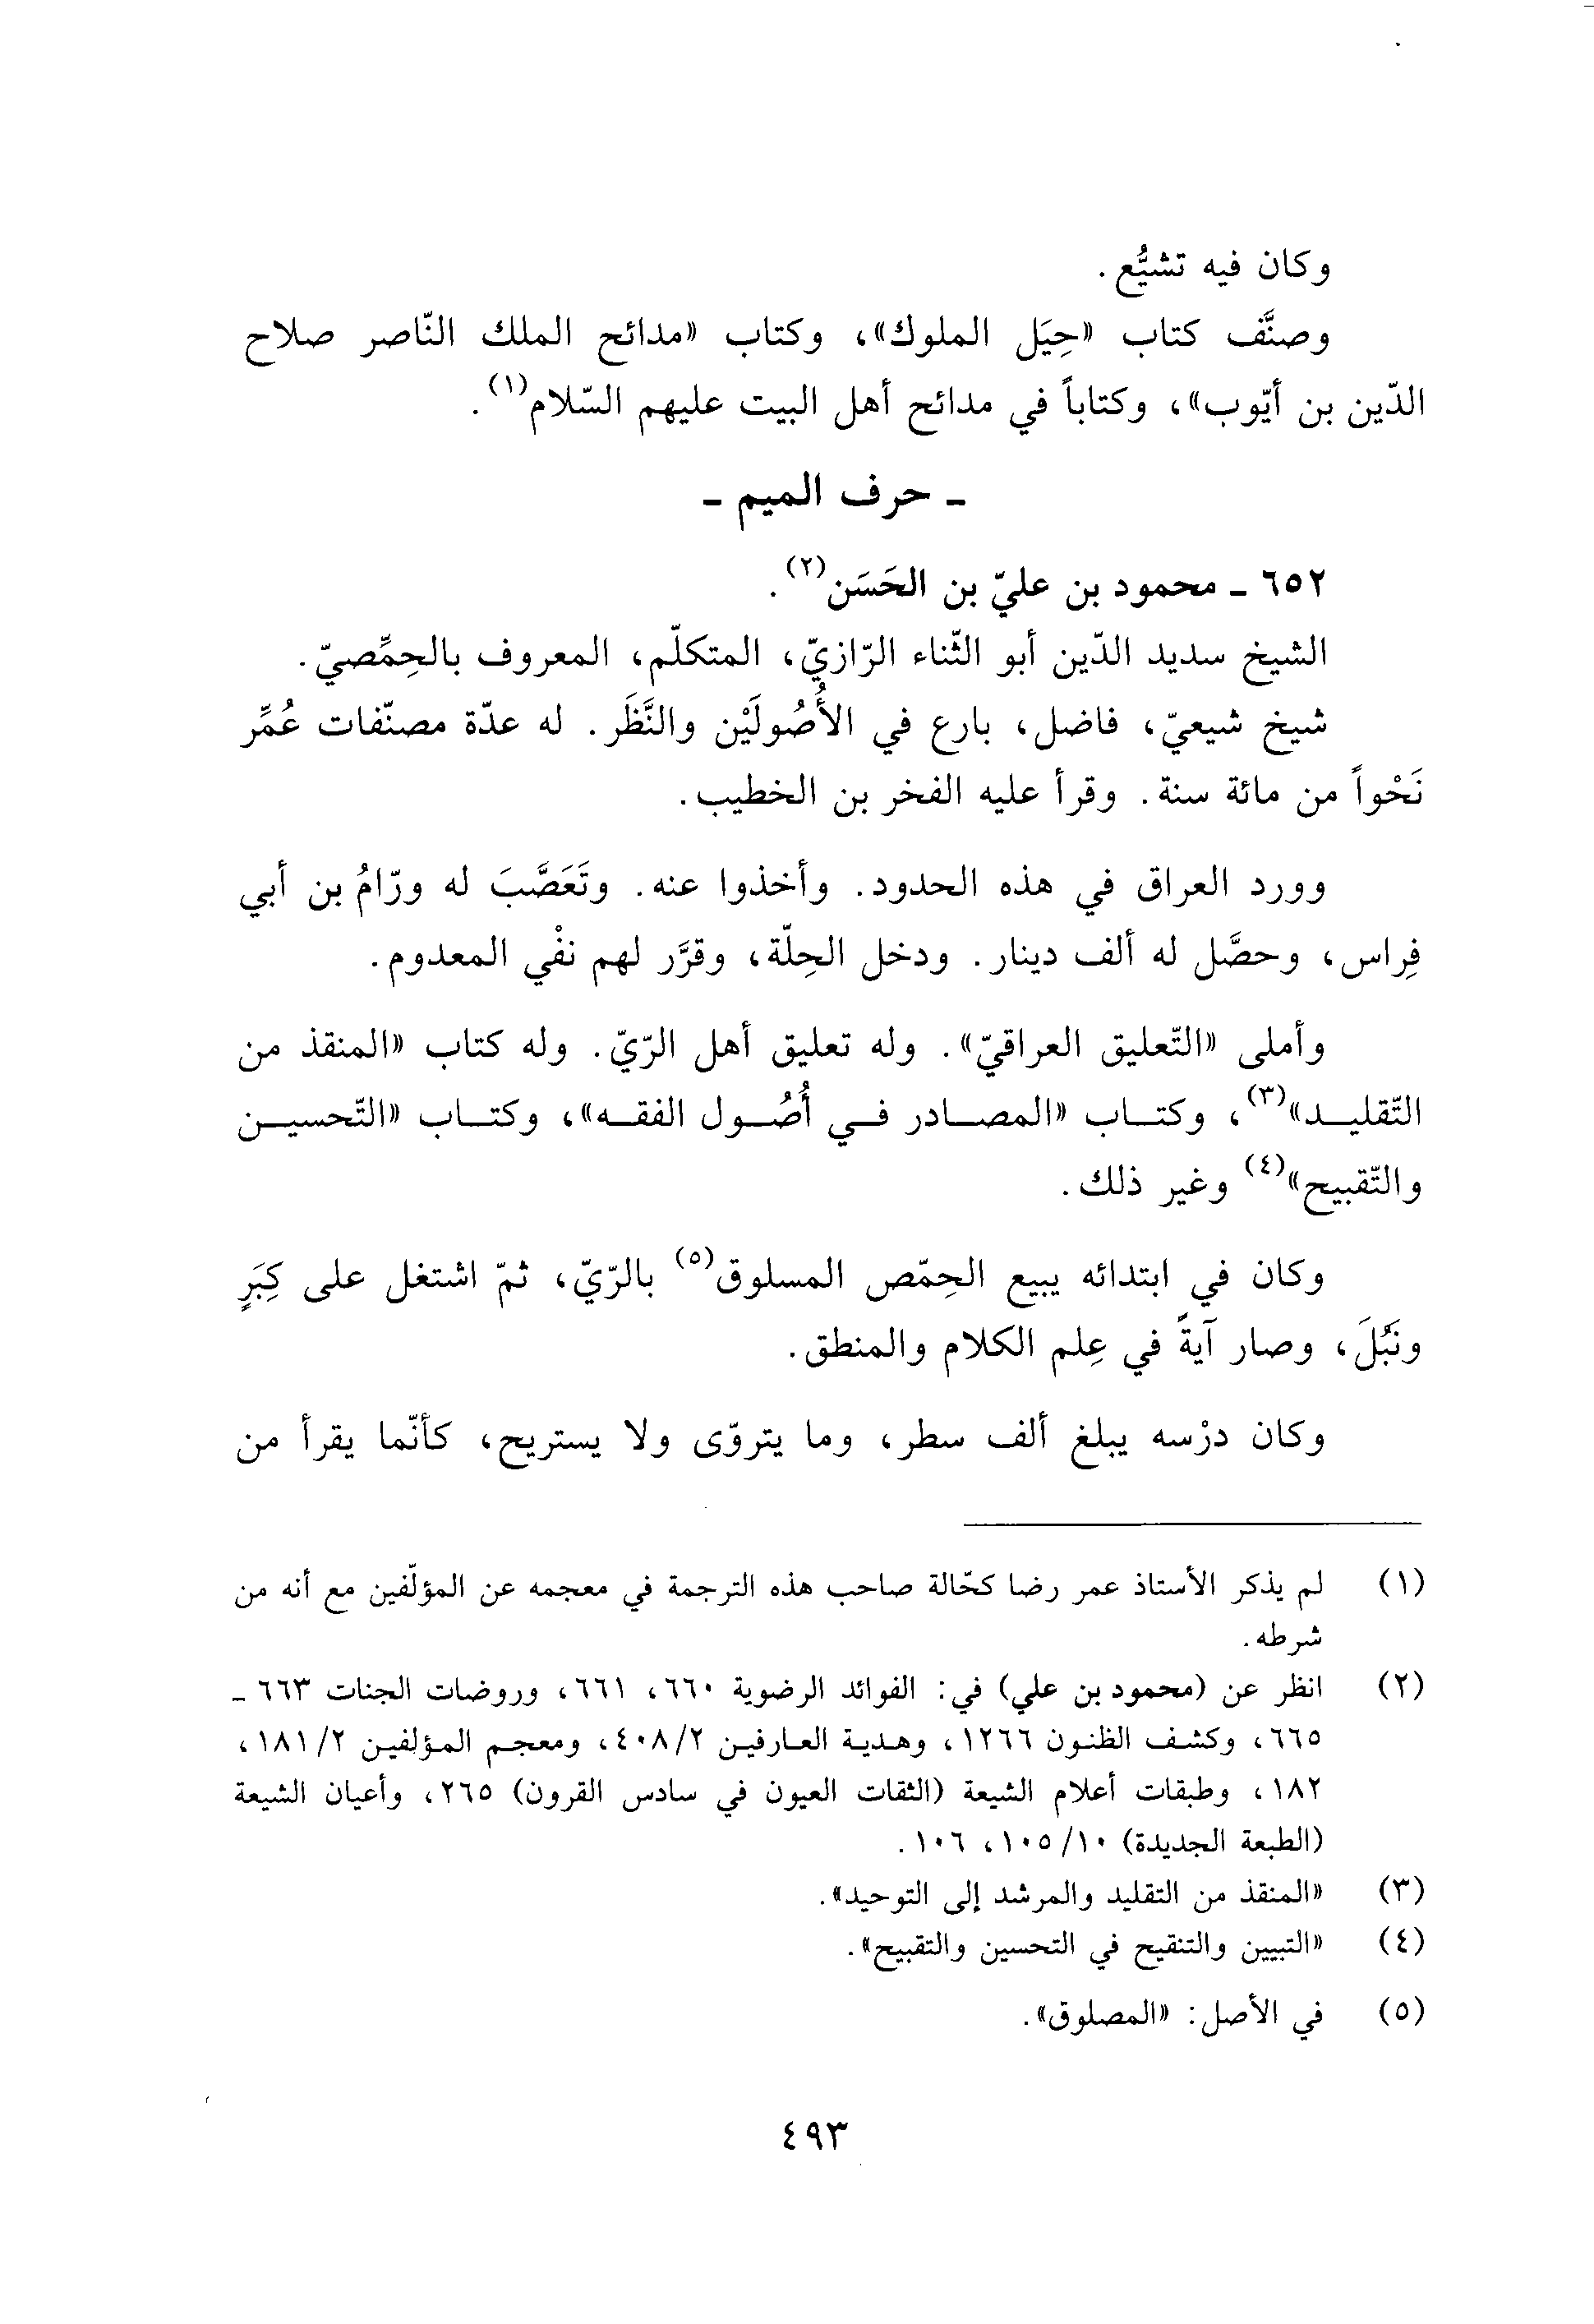 وكان فيه تشيُّع.
وصنَّف كتاب «حِيَل الملوك»، وكتاب «مدائح الملك النّاصر صلاح
الدّين بن أيّوب»، وكتاباً في مدائح أهل البيت عليهم السّلام(١).
ـ حرف الميم ـ
٦٥٢ ـ محمود بن عليّ بن الحَسَن(٢).
الشيخ سديد الدّين أبو الثّناء الرّازيّ، المتكلّم، المعروف بالحِمِّصيّ.
شيخ شيعيّ، فاضل، بارع في الأُصُولَيْن والنَّظَر. له عدّة مصنّفات عُمِّر
نَحْواً من مائة سنة. وقرأ عليه الفخر بن الخطيب.
وورد العراق في هذه الحدود. وأخذوا عنه. وتَعَصَّبَ له ورّامُ بن أبي
فِراس، وحصَّل له ألف دينار. ودخل الحِلّة، وقرَّر لهم نفْي المعدوم.
وأملى «التّعليق العراقيّ». وله تعليق أهل الرّيّ. وله كتاب «المنقذ من
التّقليـد»(٣)، وكتـاب «المصـادر فـي أُصُـول الفقـه»، وكتـاب «التّحسيـن
والتّقبيح»(٤) وغير ذلك.
وكان في ابتدائه يبيع الحِمّص المسلوق(٥) بالرّيّ، ثمّ اشتغل على كِبَرٍ
ونَبُلَ، وصار آيةً في عِلم الكلام والمنطق.
وكان درْسه يبلغ ألف سطر، وما يتروّى ولا يستريح، كأنّما يقرأ من
(١) لم يذكر الأستاذ عمر رضا كحّالة صاحب هذه الترجمة في معجمه عن المؤلّفين مع أنه من
شرطه.
(٢) انظر عن (محمود بن علي) في: الفوائد الرضوية ٦٦٠، ٦٦١، وروضات الجنات ٦٦٣ ـ
٦٦٥، وكشف الظنون ١٢٦٦، وهدية العارفين ٤٠٨/٢، ومعجم المؤلفين ١٨١/٢،
١٨٢، وطبقات أعلام الشيعة (الثقات العيون في سادس القرون) ٢٦٥، وأعيان الشيعة
(الطبعة الجديدة) ١٠٥/١٠، ١٠٦.
(٣) «المنقذ من التقليد والمرشد إلى التوحيد».
(٤) «التبيين والتنقيح في التحسين والتقبيح».
(٥) في الأصل: «المصلوق».
٤٩٣